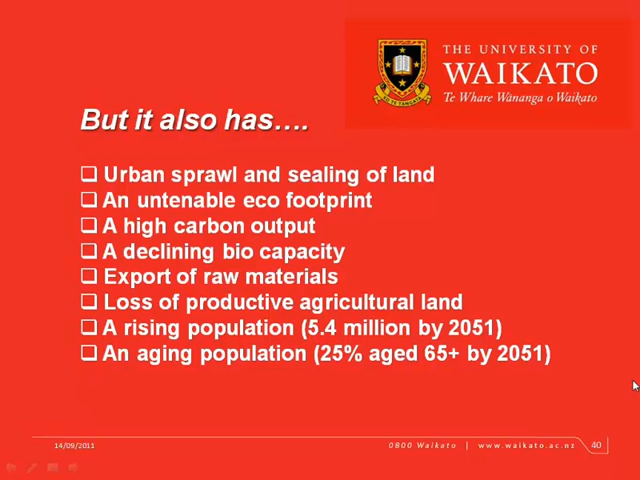 THE UNIVERSITY OF
WAIKATO
Te Whare Wānanga o Waikato
But it also has….
Urban sprawl and sealing of land
An untenable eco footprint
A high carbon output
A declining bio capacity
Export of raw materials
Loss of productive agricultural land
A rising population (5.4 million by 2051)
An aging population (25% aged 65+ by 2051)
14/09/2011
0800 Waikato | www.waikato.ac.nz 40